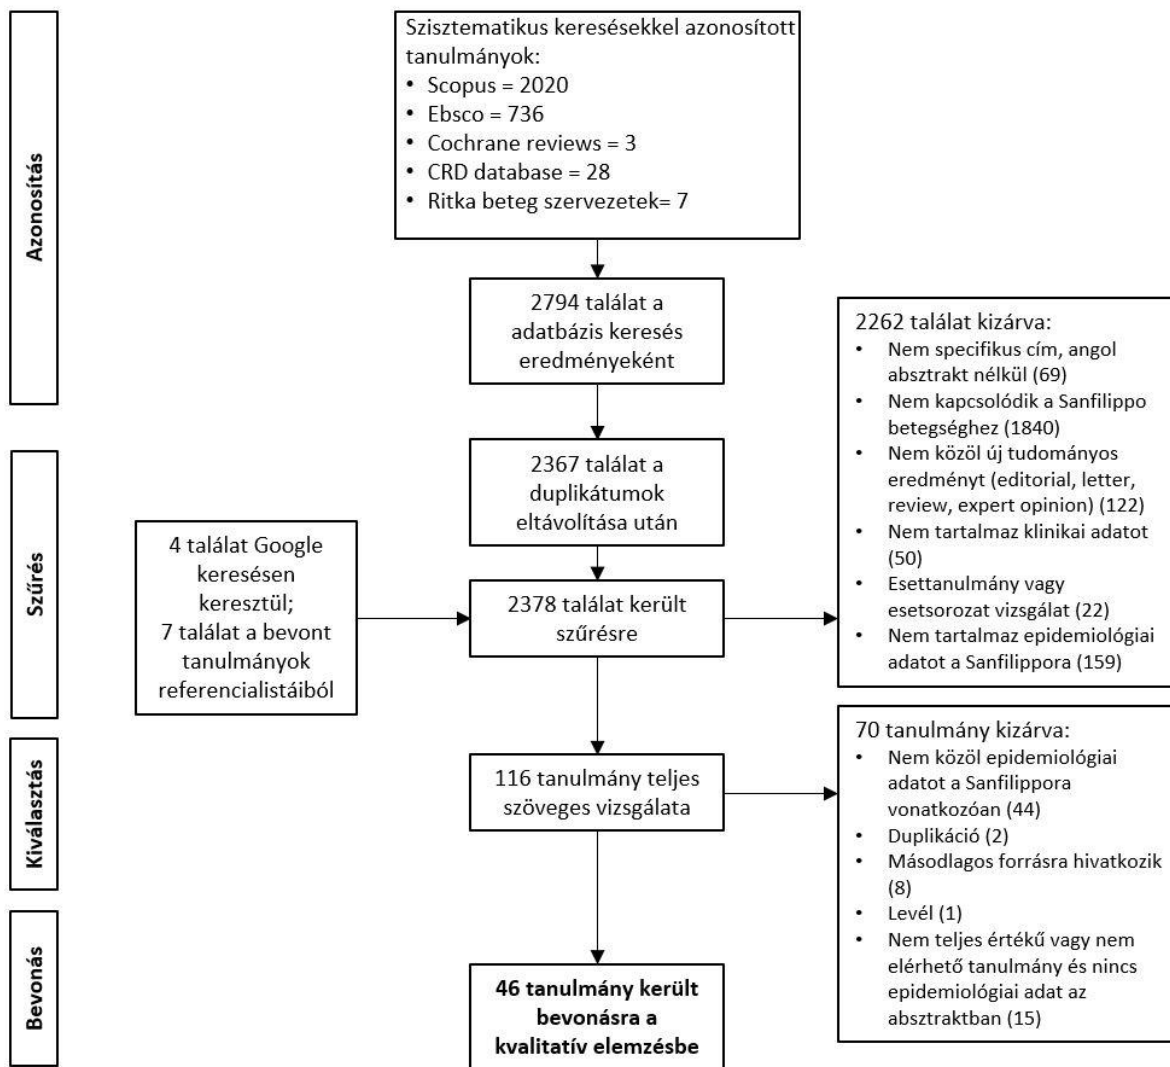 Azonosítás
Szisztematikus keresésekkel azonosított
tanulmányok:
• Scopus = 2020
• Ebsco = 736
• Cochrane reviews = 3
• CRD database = 28
• Ritka beteg szervezetek= 7
2794 találat a
adatbázis keresés
eredményeként
Szűrés
2367 találat a
duplikátumok
eltávolítása után
4 találat Google
keresésen
keresztül;
7 találat a bevont
tanulmányok
referencialistáiból
2378 találat került
szűrésre
2262 találat kizárva:
• Nem specifikus cím, angol
absztrakt nélkül (69)
• Nem kapcsolódik a Sanfilippo
betegséghez (1840)
• Nem közöl új tudományos
eredményt (editorial, letter,
review, expert opinion) (122)
• Nem tartalmaz klinikai adatot
(50)
• Esettanulmány vagy
esetsorozat vizsgálat (22)
• Nem tartalmaz epidemiológiai
adatot a Sanfilippora (159)
Kiválasztás
116 tanulmány teljes
szöveges vizsgálata
70 tanulmány kizárva:
• Nem közöl epidemiológiai
adatot a Sanfilippora
vonatkozóan (44)
• Duplikáció (2)
• Másodlagos forrásra hivatkozik
(8)
• Levél (1)
• Nem teljes értékű vagy nem
elérhető tanulmány és nincs
epidemiológiai adat az
absztraktban (15)
Bevonás
46 tanulmány került
bevonásra a
kvalitatív elemzésbe